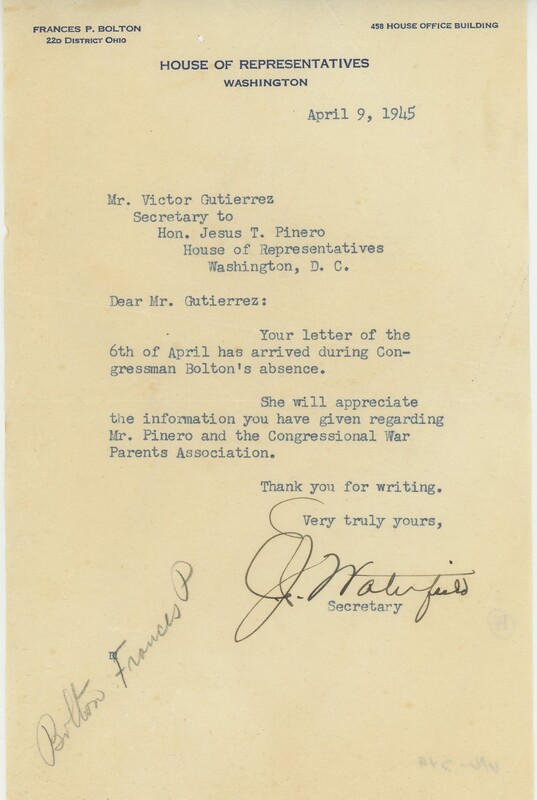 FRANCES P. BOLTON
22D DISTRICT OHIO
458 HOUSE OFFICE BUILDING
HOUSE OF REPRESENTATIVES
WASHINGTON
April 9, 1945
Mr. Victor Gutierrez
Secretary to
Hon. Jesus T. Pinero
House of Representatives
Washington, D. C.
Dear Mr. Gutierrez:
Your letter of the
6th of April has arrived during Con-
gressman Bolton's absence.
She will appreciate
the information you have given regarding
Mr. Pinero and the Congressional War
Parents Association.
Thank you for writing.
Very truly yours,
Waterfield
Secretary
Bolton Frances P